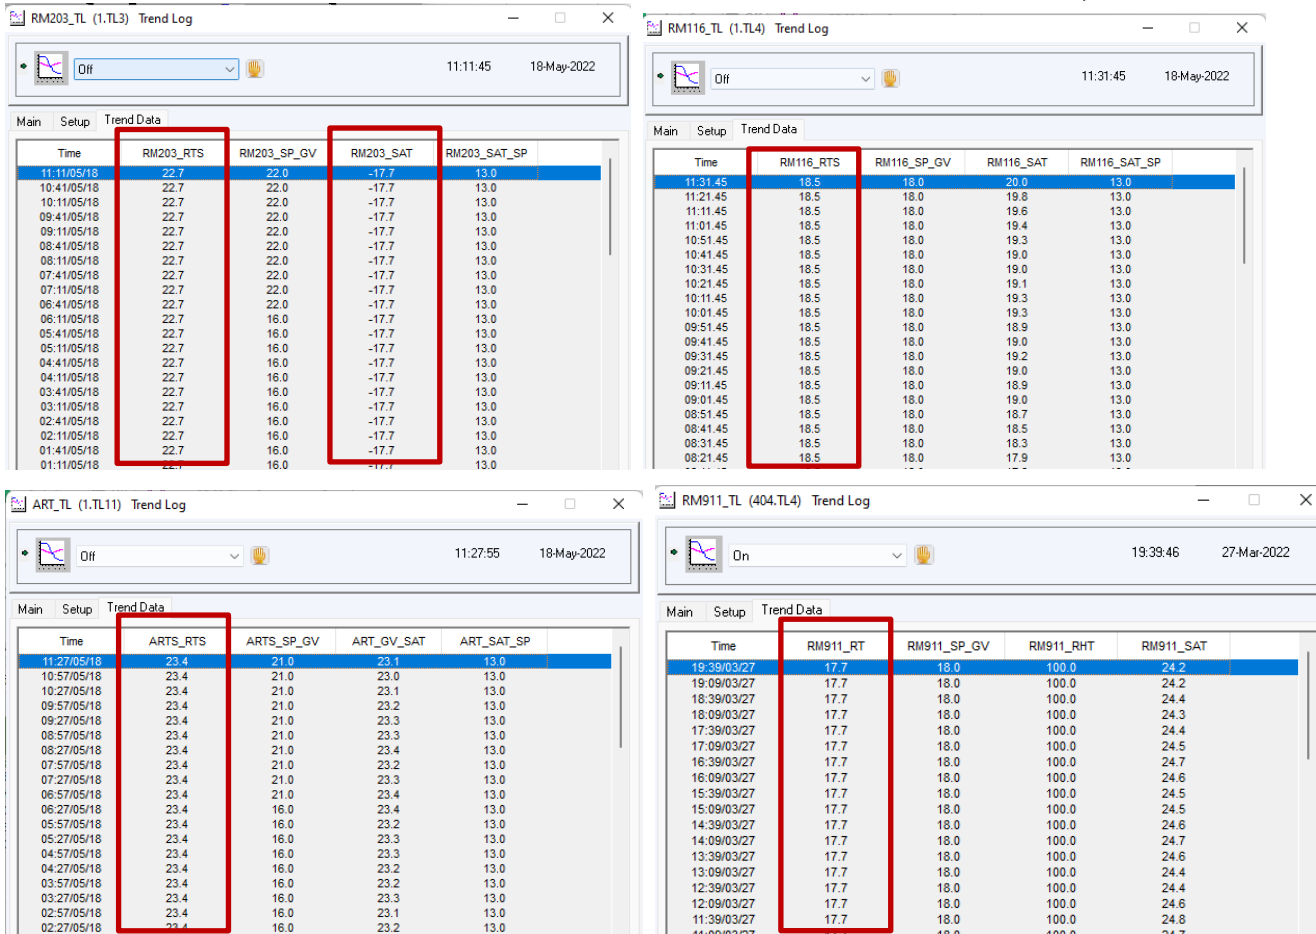 RM203_TL (1.TL3) Trend Log
Off
11:11:45 18-May-2022
Main Setup Trend Data
Time RM203_RTS RM203_SP_GV RM203_SAT RM203_SAT_SP
11:11/05/18 22.7 22.0 -17.7 13.0
10:41/05/18 22.7 22.0 -17.7 13.0
10:11/05/18 22.7 22.0 -17.7 13.0
09:41/05/18 22.7 22.0 -17.7 13.0
09:11/05/18 22.7 22.0 -17.7 13.0
08:41/05/18 22.7 22.0 -17.7 13.0
08:11/05/18 22.7 22.0 -17.7 13.0
07:41/05/18 22.7 22.0 -17.7 13.0
07:11/05/18 22.7 22.0 -17.7 13.0
06:41/05/18 22.7 22.0 -17.7 13.0
06:11/05/18 22.7 16.0 -17.7 13.0
05:41/05/18 22.7 16.0 -17.7 13.0
05:11/05/18 22.7 16.0 -17.7 13.0
04:41/05/18 22.7 16.0 -17.7 13.0
04:11/05/18 22.7 16.0 -17.7 13.0
03:41/05/18 22.7 16.0 -17.7 13.0
03:11/05/18 22.7 16.0 -17.7 13.0
02:41/05/18 22.7 16.0 -17.7 13.0
02:11/05/18 22.7 16.0 -17.7 13.0
01:41/05/18 22.7 16.0 -17.7 13.0
01:11/05/18 22.7 16.0 -17.7 13.0
RM116_TL (1.TL4) Trend Log
Off
11:31:45 18-May-2022
Main Setup Trend Data
Time RM116_RTS RM116_SP_GV RM116_SAT RM116_SAT_SP
11:31.45 18.5 18.0 20.0 13.0
11:21.45 18.5 18.0 19.8 13.0
11:11.45 18.5 18.0 19.6 13.0
11:01.45 18.5 18.0 19.4 13.0
10:51.45 18.5 18.0 19.3 13.0
10:41.45 18.5 18.0 19.0 13.0
10:31.45 18.5 18.0 19.0 13.0
10:21.45 18.5 18.0 19.1 13.0
10:11.45 18.5 18.0 19.3 13.0
10:01.45 18.5 18.0 19.3 13.0
09:51.45 18.5 18.0 18.9 13.0
09:41.45 18.5 18.0 19.0 13.0
09:31.45 18.5 18.0 19.2 13.0
09:21.45 18.5 18.0 19.0 13.0
09:11.45 18.5 18.0 18.9 13.0
09:01.45 18.5 18.0 19.0 13.0
08:51.45 18.5 18.0 18.7 13.0
08:41.45 18.5 18.0 18.5 13.0
08:31.45 18.5 18.0 18.3 13.0
08:21.45 18.5 18.0 17.9 13.0
ART_TL (1.TL11) Trend Log
Off
11:27:55 18-May-2022
Main Setup Trend Data
Time ARTS_RTS ARTS_SP_GV ART_GV_SAT ART_SAT_SP
11:27/05/18 23.4 21.0 23.1 13.0
10:57/05/18 23.4 21.0 23.0 13.0
10:27/05/18 23.4 21.0 23.1 13.0
09:57/05/18 23.4 21.0 23.2 13.0
09:27/05/18 23.4 21.0 23.3 13.0
08:57/05/18 23.4 21.0 23.3 13.0
08:27/05/18 23.4 21.0 23.4 13.0
07:57/05/18 23.4 21.0 23.2 13.0
07:27/05/18 23.4 21.0 23.3 13.0
06:57/05/18 23.4 21.0 23.4 13.0
06:27/05/18 23.4 16.0 23.4 13.0
05:57/05/18 23.4 16.0 23.2 13.0
05:27/05/18 23.4 16.0 23.3 13.0
04:57/05/18 23.4 16.0 23.3 13.0
04:27/05/18 23.4 16.0 23.2 13.0
03:57/05/18 23.4 16.0 23.2 13.0
03:27/05/18 23.4 16.0 23.3 13.0
02:57/05/18 23.4 16.0 23.1 13.0
02:27/05/18 23.4 16.0 23.2 13.0
RM911_TL (404.TL4) Trend Log
On
19:39:46 27-Mar-2022
Main Setup Trend Data
Time RM911_RT RM911_SP_GV RM911_RHT RM911_SAT
19:39/03/27 17.7 18.0 100.0 24.2
19:09/03/27 17.7 18.0 100.0 24.2
18:39/03/27 17.7 18.0 100.0 24.4
18:09/03/27 17.7 18.0 100.0 24.3
17:39/03/27 17.7 18.0 100.0 24.4
17:09/03/27 17.7 18.0 100.0 24.5
16:39/03/27 17.7 18.0 100.0 24.7
16:09/03/27 17.7 18.0 100.0 24.6
15:39/03/27 17.7 18.0 100.0 24.5
15:09/03/27 17.7 18.0 100.0 24.5
14:39/03/27 17.7 18.0 100.0 24.6
14:09/03/27 17.7 18.0 100.0 24.7
13:39/03/27 17.7 18.0 100.0 24.6
13:09/03/27 17.7 18.0 100.0 24.4
12:39/03/27 17.7 18.0 100.0 24.4
12:09/03/27 17.7 18.0 100.0 24.6
11:39/03/27 17.7 18.0 100.0 24.8